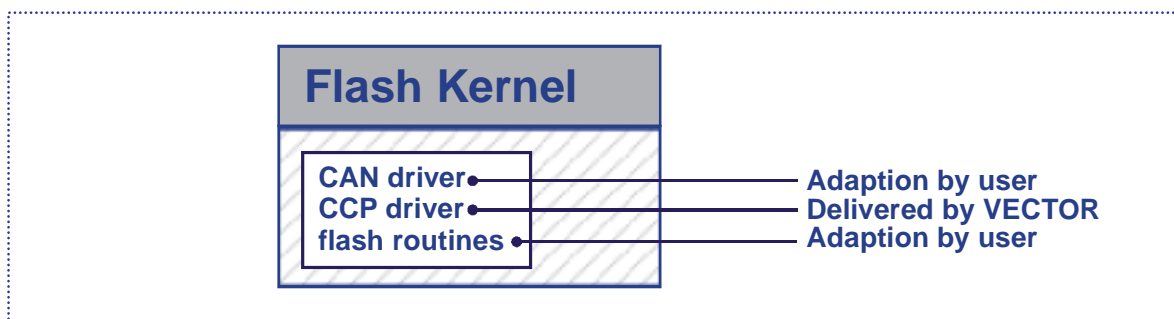 Flash Kernel
CAN driver Adaption by user
CCP driver Delivered by VECTOR
flash routines Adaption by user